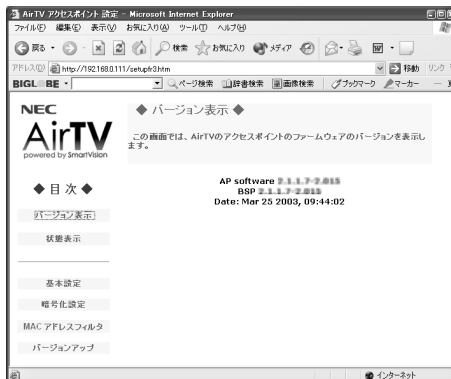 AirTV アクセスポイント 設定 - Microsoft Internet Explorer
ファイル(F) 編集(E) 表示(V) お気に入り(A) ツール(T) ヘルプ(H)
戻る 検索 お気に入り メディア
アドレス(D) http://192.168.0.111/setupfr3.htm 移動 リンク
BIGLOBE ページ検索 辞書検索 画像検索 ブックマーク マーカー
NEC
AirTV
powered by SmartVision
◆ 目 次 ◆
バージョン表示
状態表示
基本設定
暗号化設定
MAC アドレスフィルタ
バージョンアップ
◆ バージョン表示 ◆
この画面では、AirTVのアクセスポイントのファームウェアのバージョンを表示します。
AP software
BSP
Date: Mar 25 2003, 09:44:02
インターネット